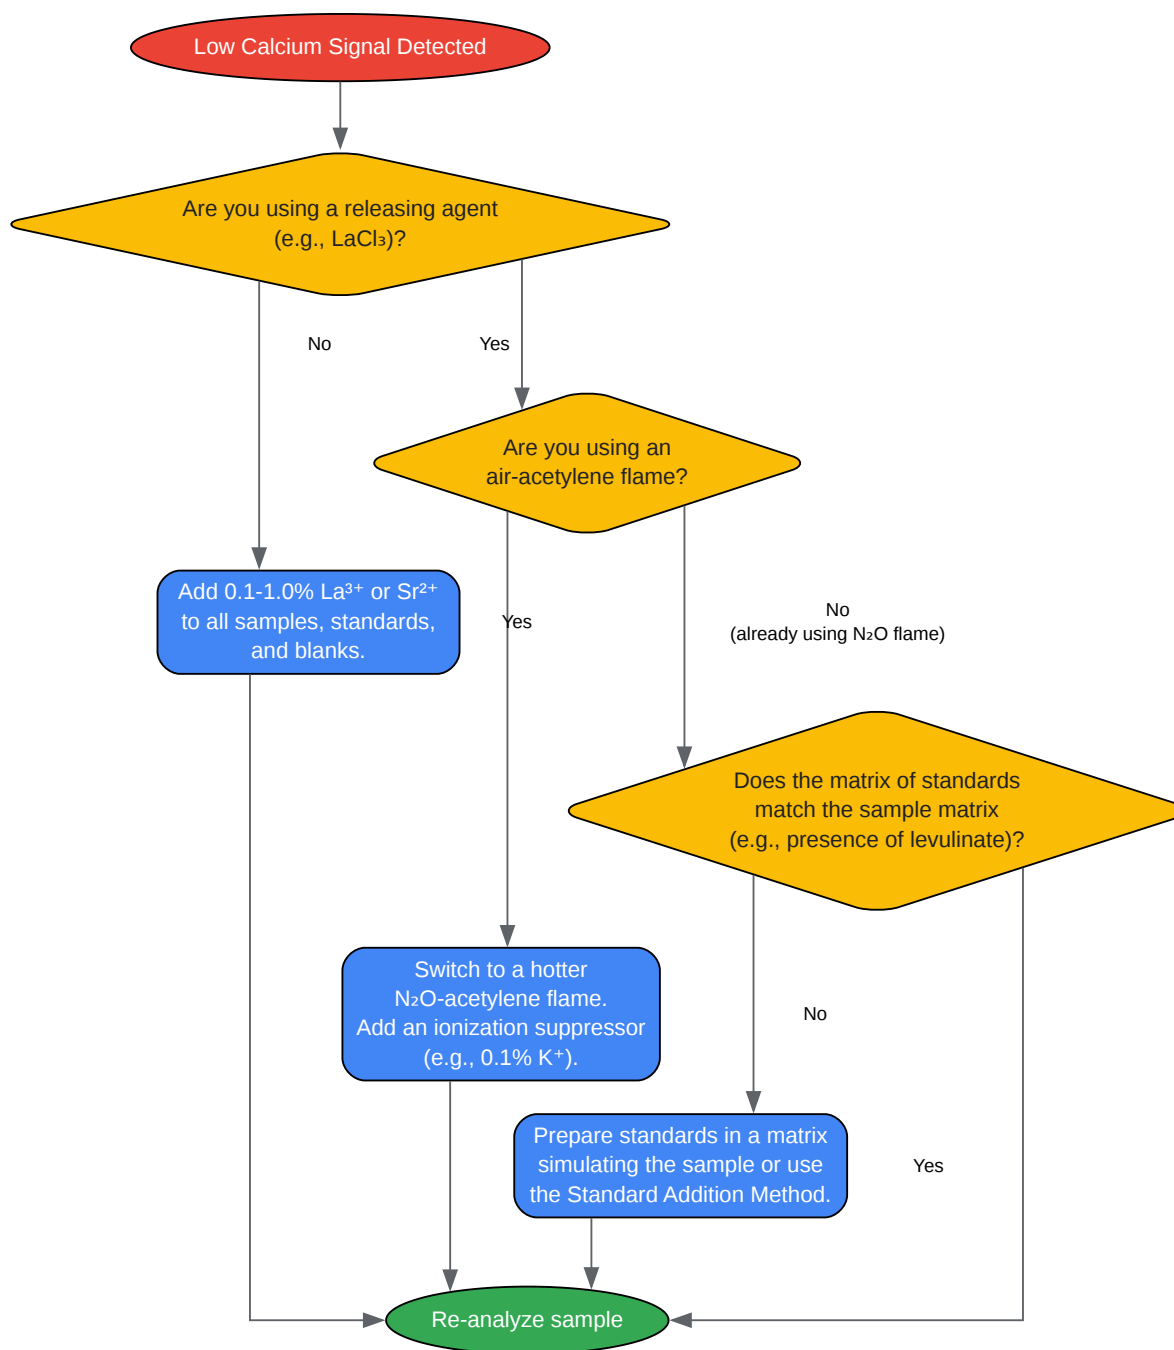 Low Calcium Signal Detected
Are you using a releasing agent
(e.g., LaCl₃)?
No
Yes
Are you using an
air-acetylene flame?
Add 0.1-1.0% La³⁺ or Sr²⁺
to all samples, standards,
and blanks.
Yes
No
(already using N₂O flame)
Does the matrix of standards
match the sample matrix
(e.g., presence of levulinate)?
Switch to a hotter
N₂O-acetylene flame.
Add an ionization suppressor
(e.g., 0.1% K⁺).
No
Prepare standards in a matrix
simulating the sample or use
the Standard Addition Method.
Yes
Re-analyze sample